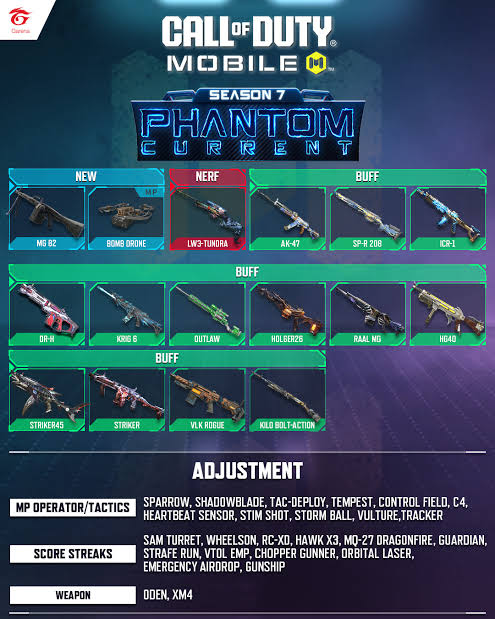 Garena
CALL OF DUTY®
MOBILE
SEASON 7
PHANTOM
CURRENT
NEW
NERF
BUFF
MP
MG 82
BOMB DRONE
LW3-TUNDRA
AK-47
SP-R 208
ICR-1
BUFF
DR-H
KRIG 6
OUTLAW
HOLGER26
RAAL MG
HG40
BUFF
STRIKER45
STRIKER
VLK ROGUE
KILO BOLT-ACTION
ADJUSTMENT
MP OPERATOR/TACTICS
SPARROW, SHADOWBLADE, TAC-DEPLOY, TEMPEST, CONTROL FIELD, C4,
HEARTBEAT SENSOR, STIM SHOT, STORM BALL, VULTURE,TRACKER
SCORE STREAKS
SAM TURRET, WHEELSON, RC-XD, HAWK X3, MQ-27 DRAGONFIRE, GUARDIAN,
STRAFE RUN, VTOL EMP, CHOPPER GUNNER, ORBITAL LASER,
EMERGENCY AIRDROP, GUNSHIP
WEAPON
ODEN, XM4